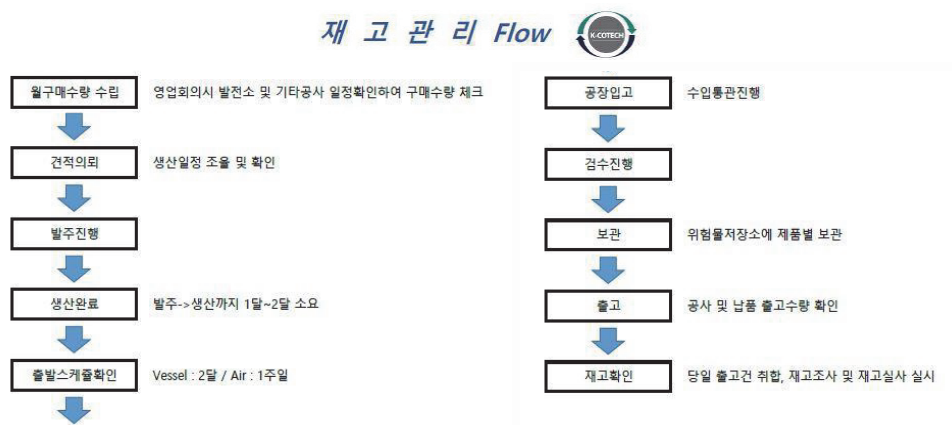 재 고 관 리 Flow
K-COTECH
월구매수량 수립
영업회의시 발전소 및 기타공사 일정확인하여 구매수량 체크
견적의뢰
생산일정 조율 및 확인
발주진행
생산완료
발주->생산까지 1달~2달 소요
출발스케쥴확인
Vessel : 2달 / Air : 1주일
공장입고
수입통관진행
검수진행
보관
위험물저장소에 제품별 보관
출고
공사 및 납품 출고수량 확인
재고확인
당일 출고건 취합, 재고조사 및 재고실사 실시